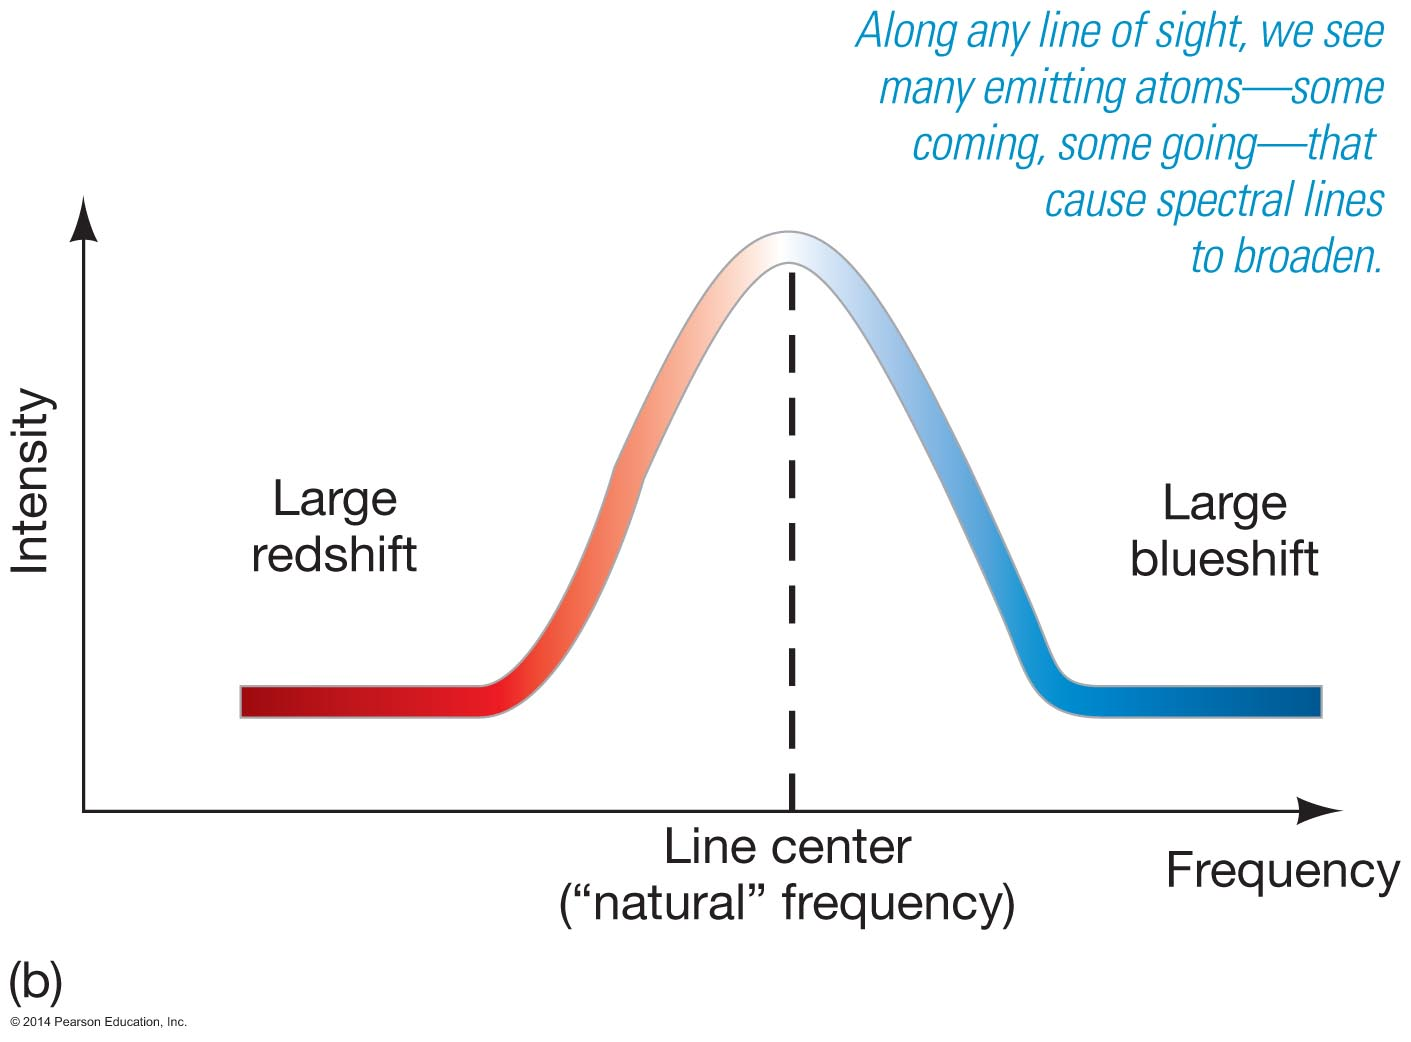 Along any line of sight, we see
many emitting atoms—some
coming, some going—that
cause spectral lines
to broaden.
Intensity
Large
redshift
Large
blueshift
Line center
(“natural” frequency)
Frequency
(b)
© 2014 Pearson Education, Inc.